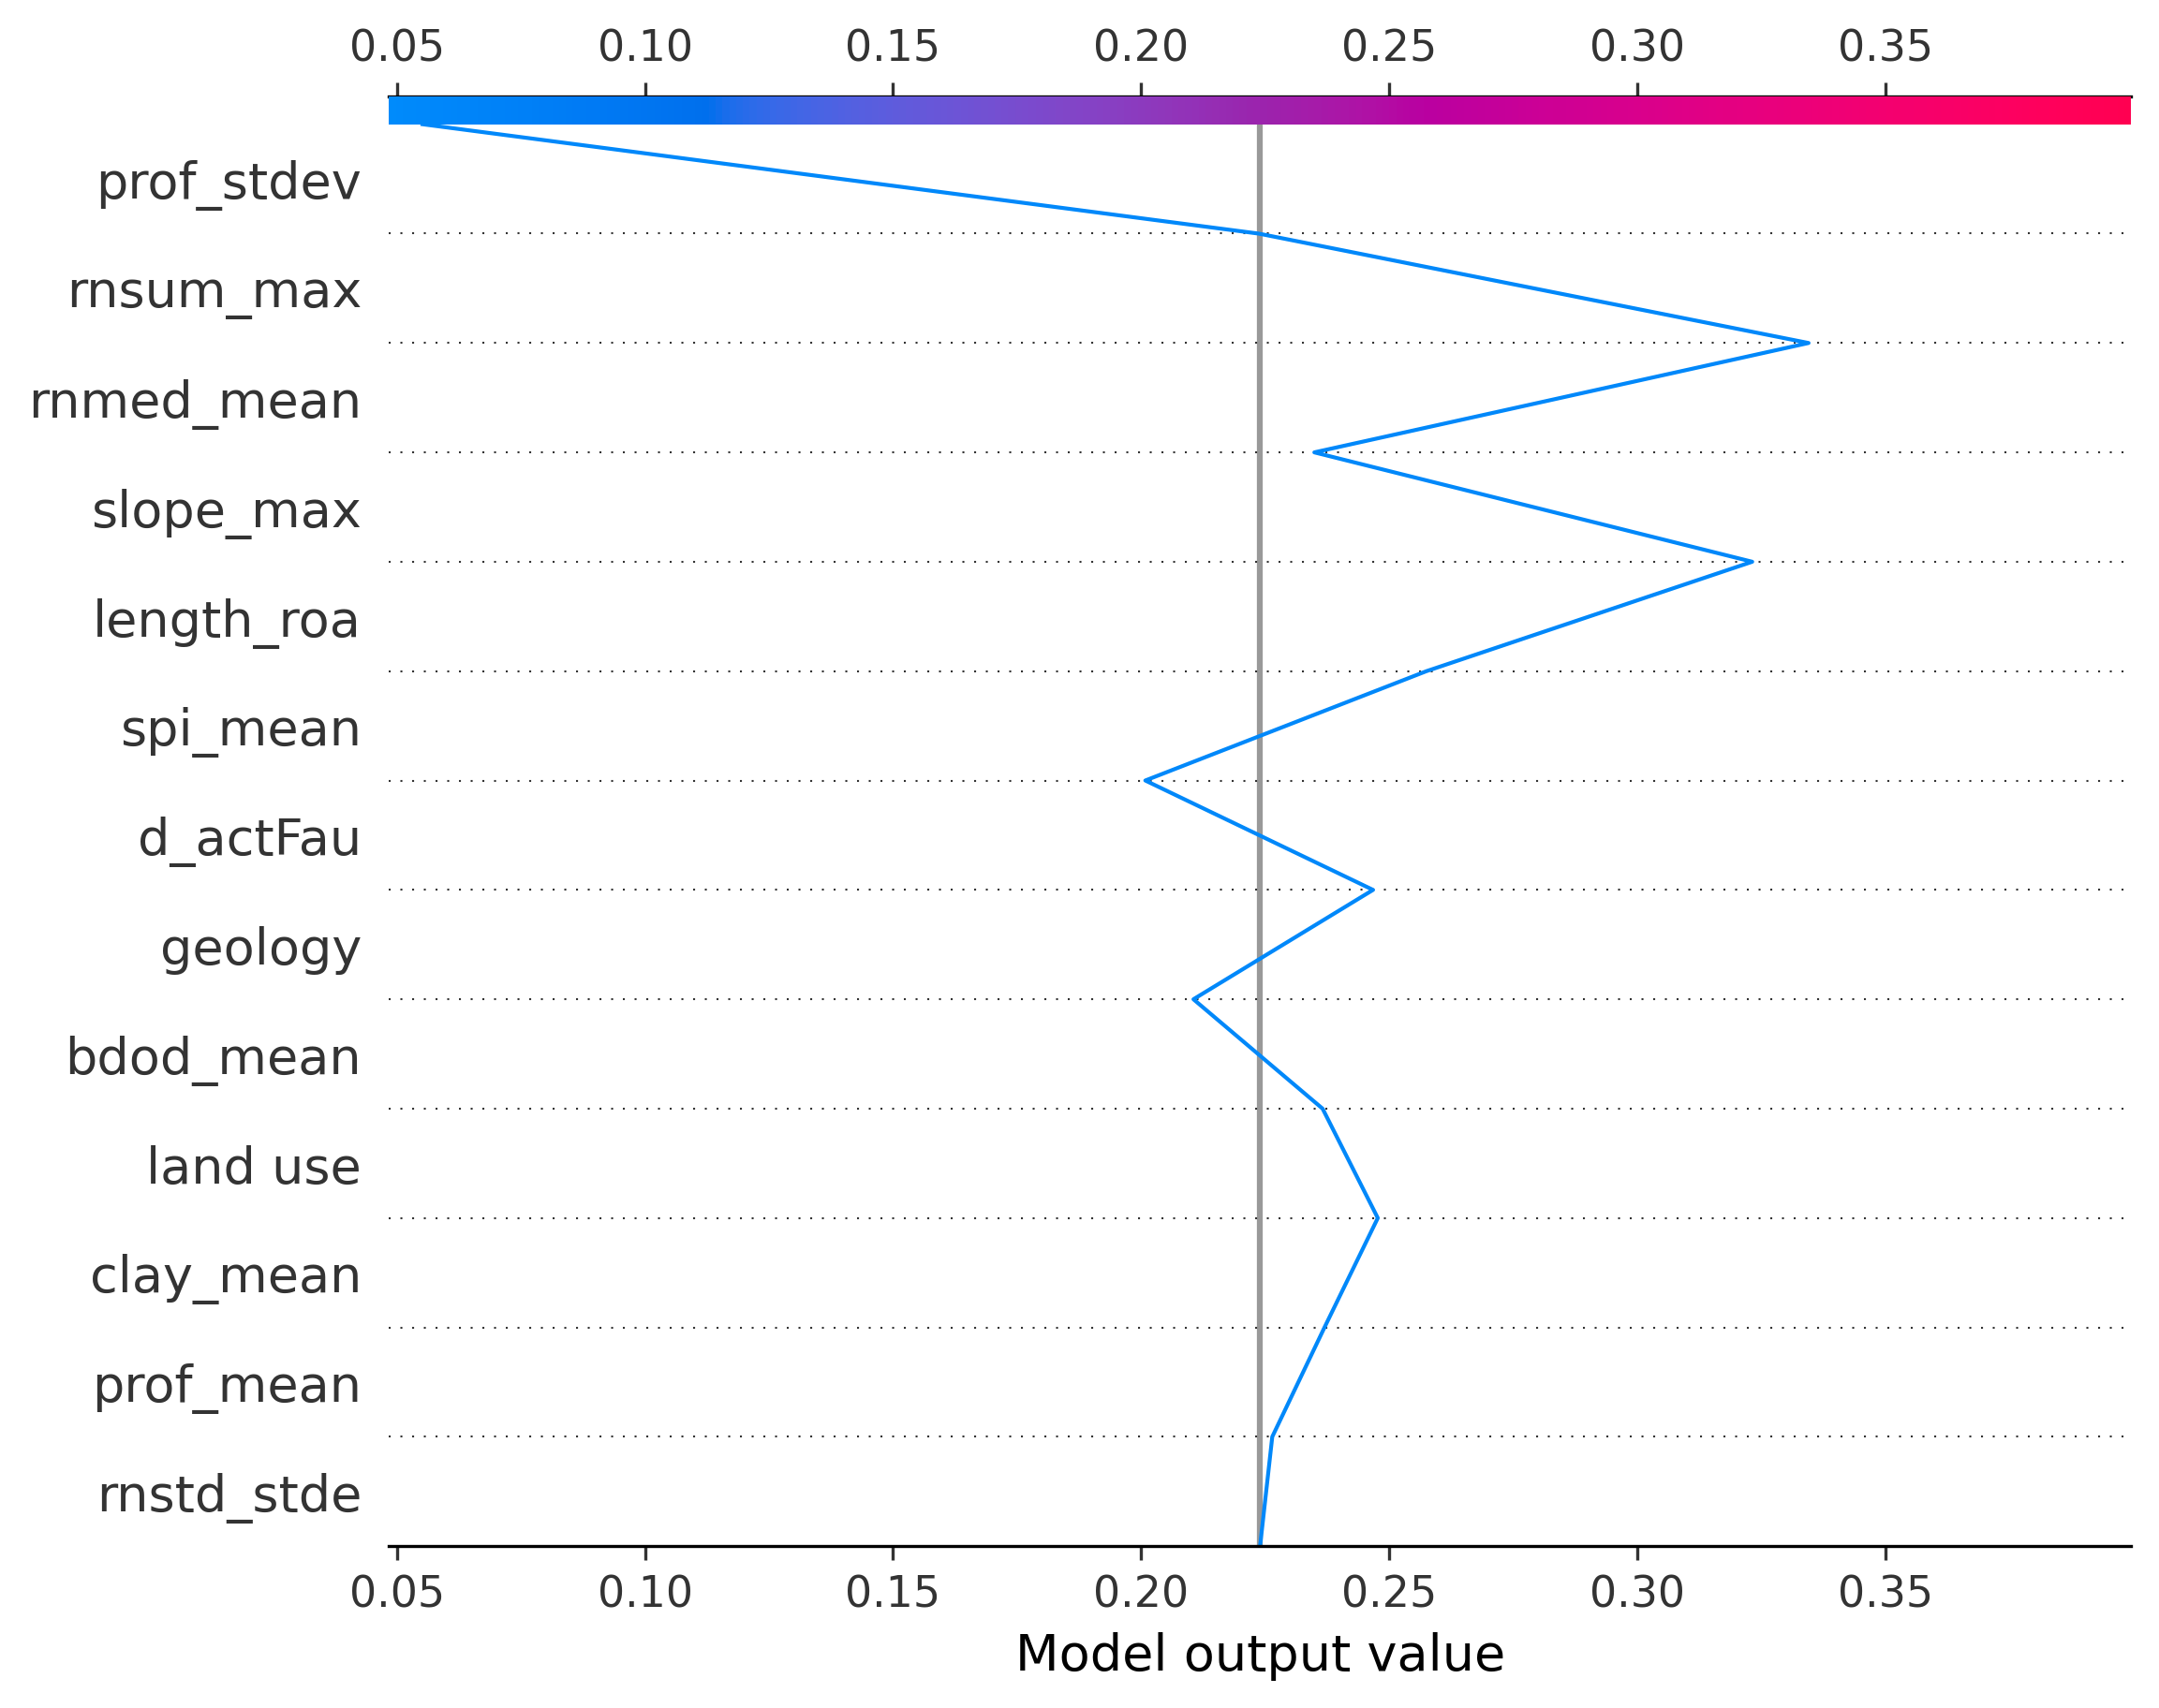 0.05 0.10 0.15 0.20 0.25 0.30 0.35
prof_stdev
rnsum_max
rnmed_mean
slope_max
length_roa
spi_mean
d_actFau
geology
bdod_mean
land use
clay_mean
prof_mean
rnstd_stde
0.05 0.10 0.15 0.20 0.25 0.30 0.35
Model output value